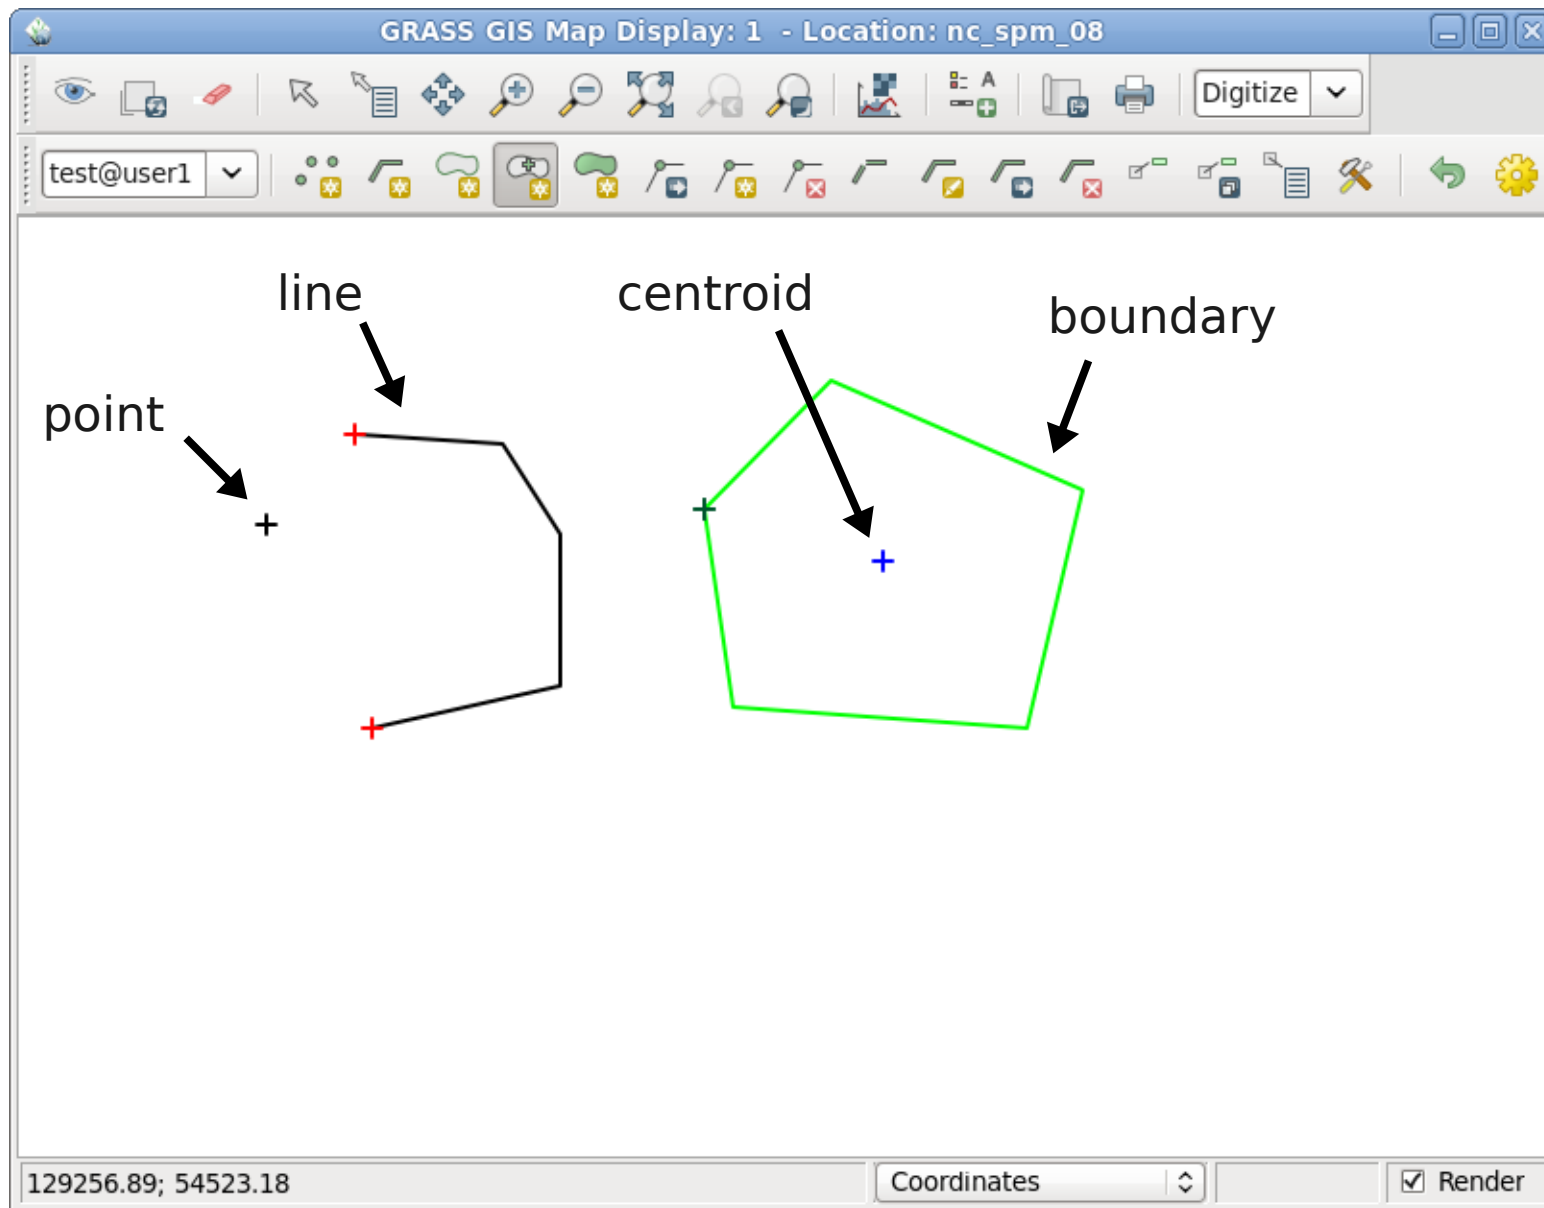 GRASS GIS Map Display: 1 - Location: nc_spm_08
Digitize
test@user1
line
centroid
boundary
point
129256.89; 54523.18
Coordinates
Render